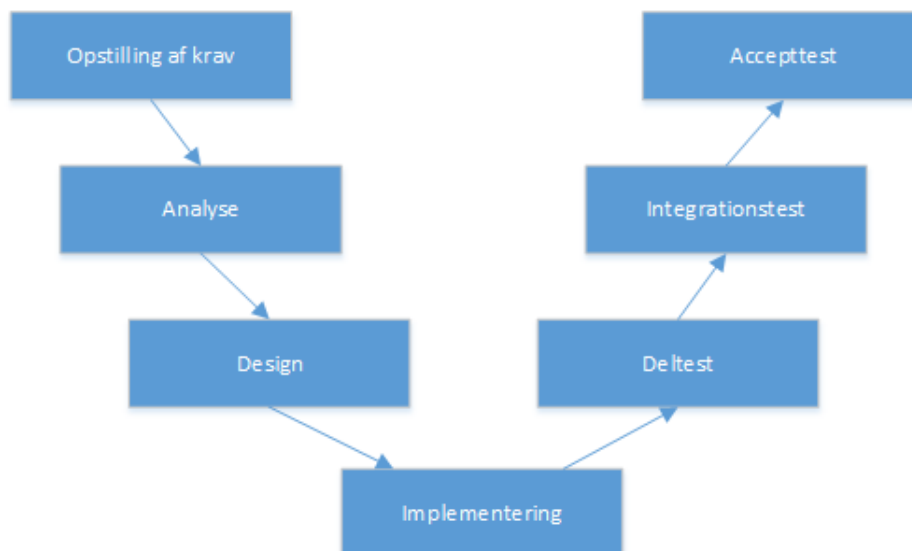 Opstilling af krav
Accepttest
Analyse
Integrationstest
Design
Deltest
Implementering